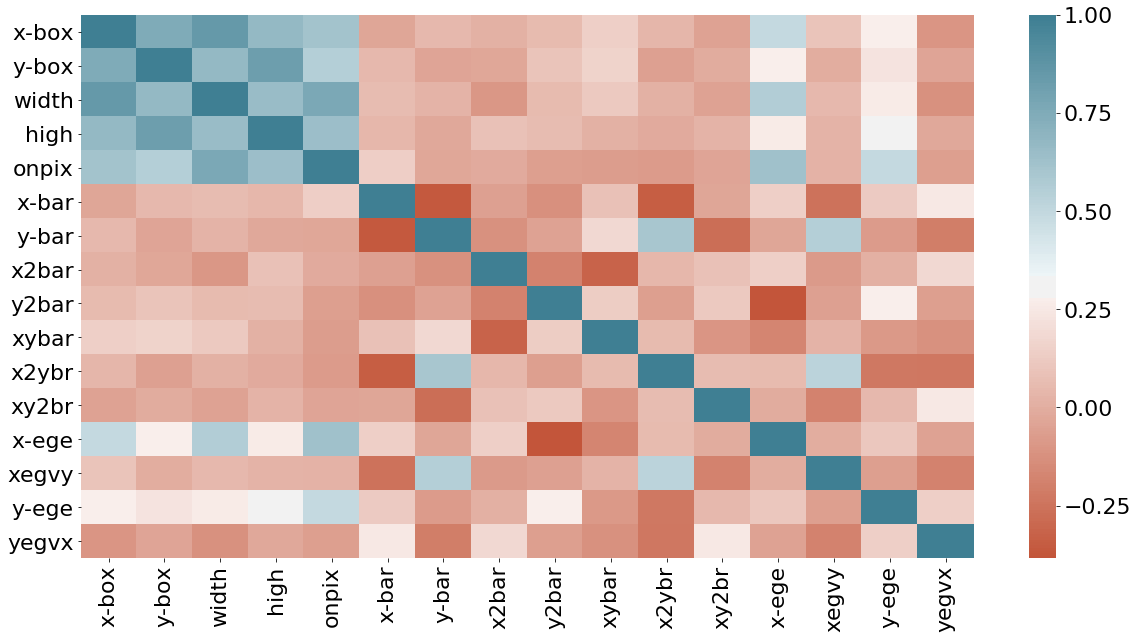 x-box
y-box
width
high
onpix
x-bar
y-bar
x2bar
y2bar
xybar
x2ybr
xy2br
x-ege
xegvy
y-ege
yegvx
x-box y-box width high onpix x-bar y-bar x2bar y2bar xybar x2ybr xy2br x-ege xegvy y-ege yegvx
1.00
0.75
0.50
0.25
0.00
−0.25